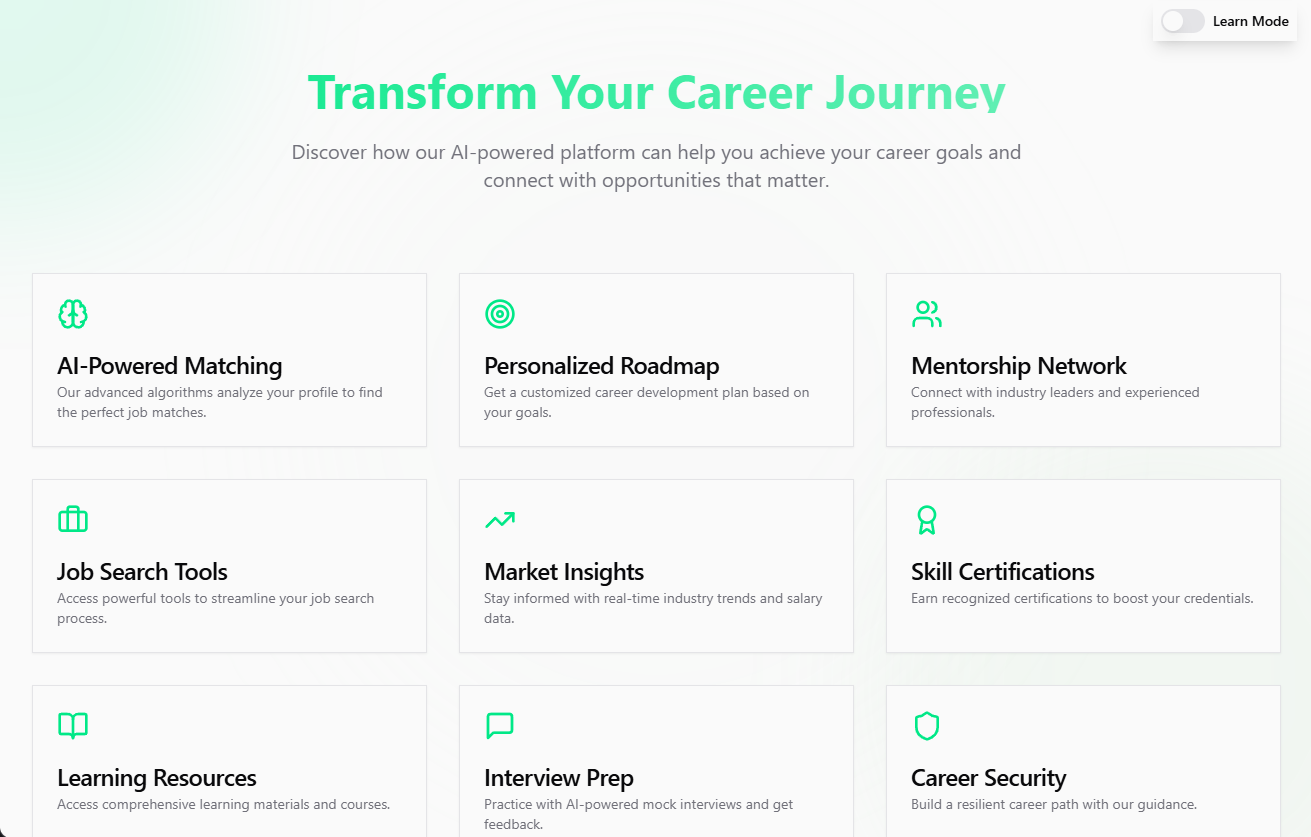 Learn Mode
Transform Your Career Journey
Discover how our AI-powered platform can help you achieve your career goals and
connect with opportunities that matter.
AI-Powered Matching
Our advanced algorithms analyze your profile to find
the perfect job matches.
Personalized Roadmap
Get a customized career development plan based on
your goals.
Mentorship Network
Connect with industry leaders and experienced
professionals.
Job Search Tools
Access powerful tools to streamline your job search
process.
Market Insights
Stay informed with real-time industry trends and salary
data.
Skill Certifications
Earn recognized certifications to boost your credentials.
Learning Resources
Access comprehensive learning materials and courses.
Interview Prep
Practice with AI-powered mock interviews and get
feedback.
Career Security
Build a resilient career path with our guidance.